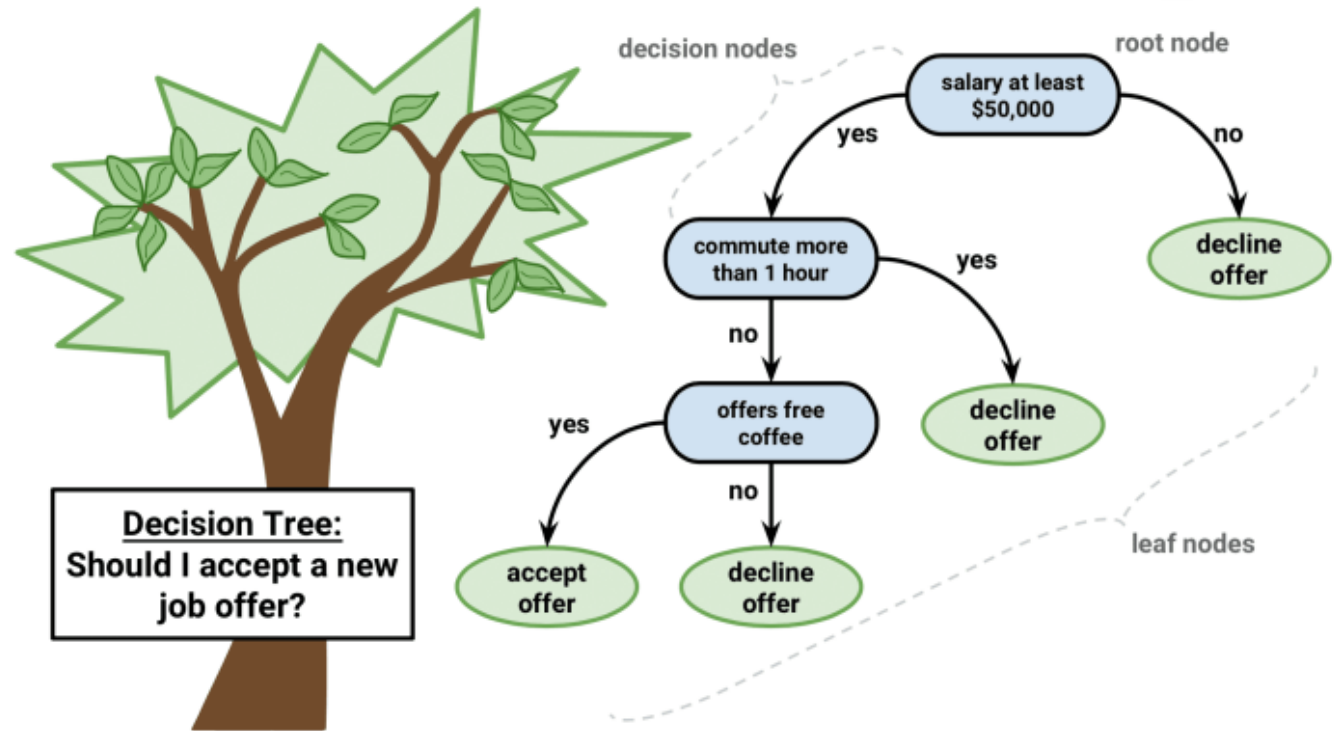 decision nodes
root node
salary at least
$50,000
yes
no
commute more
than 1 hour
yes
decline
offer
no
offers free
coffee
decline
offer
yes
no
leaf nodes
accept
offer
decline
offer
Decision Tree:
Should I accept a new
job offer?